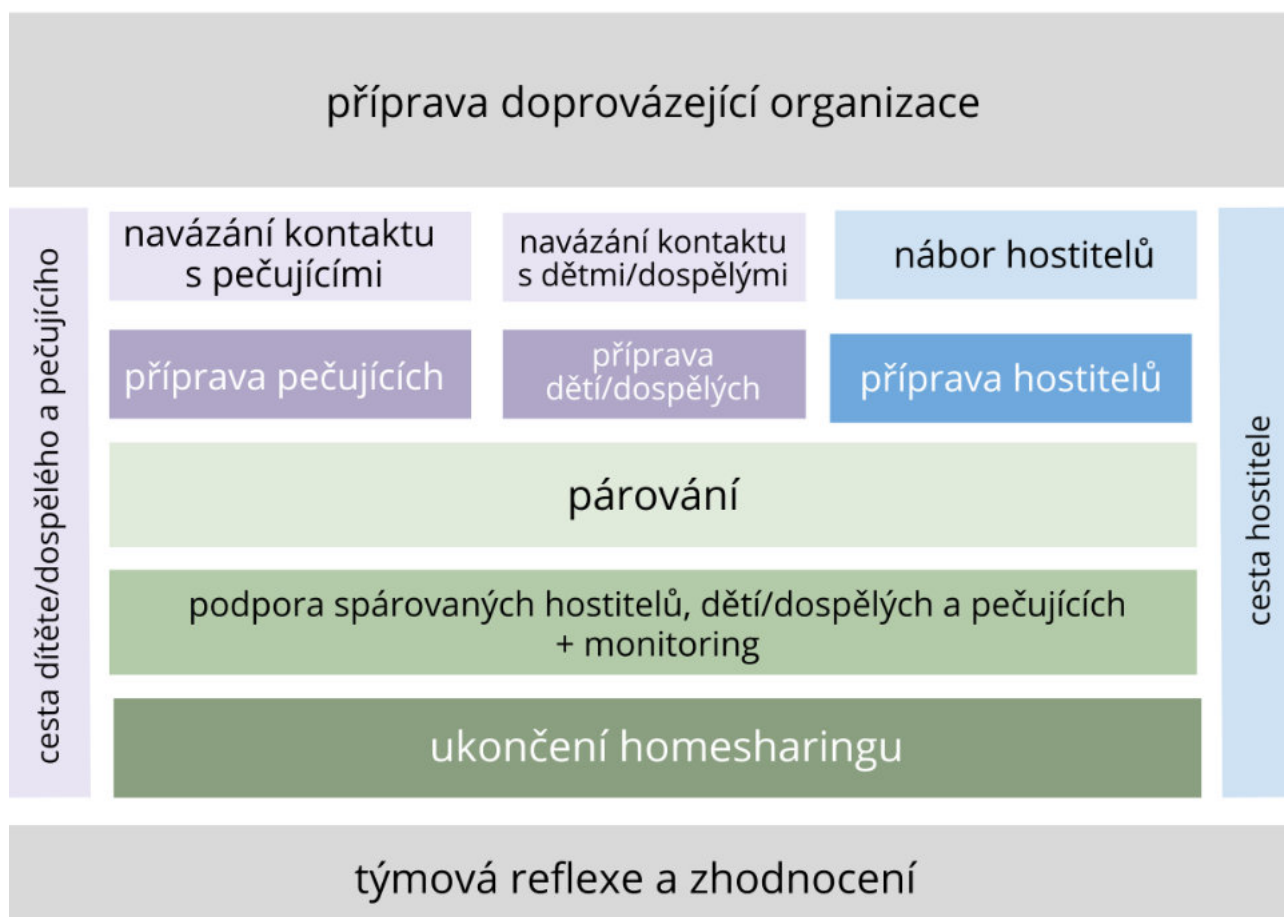 příprava doprovázející organizace
cesta dítěte/dospělého a pečujícího
navázání kontaktu
s pečujícími
navázání kontaktu
s dětmi/dospělými
nábor hostitelů
příprava pečujících
příprava
dětí/dospělých
příprava hostitelů
cesta hostitele
párování
podpora spárovaných hostitelů, dětí/dospělých a pečujících
+ monitoring
ukončení homesharingu
týmová reflexe a zhodnocení